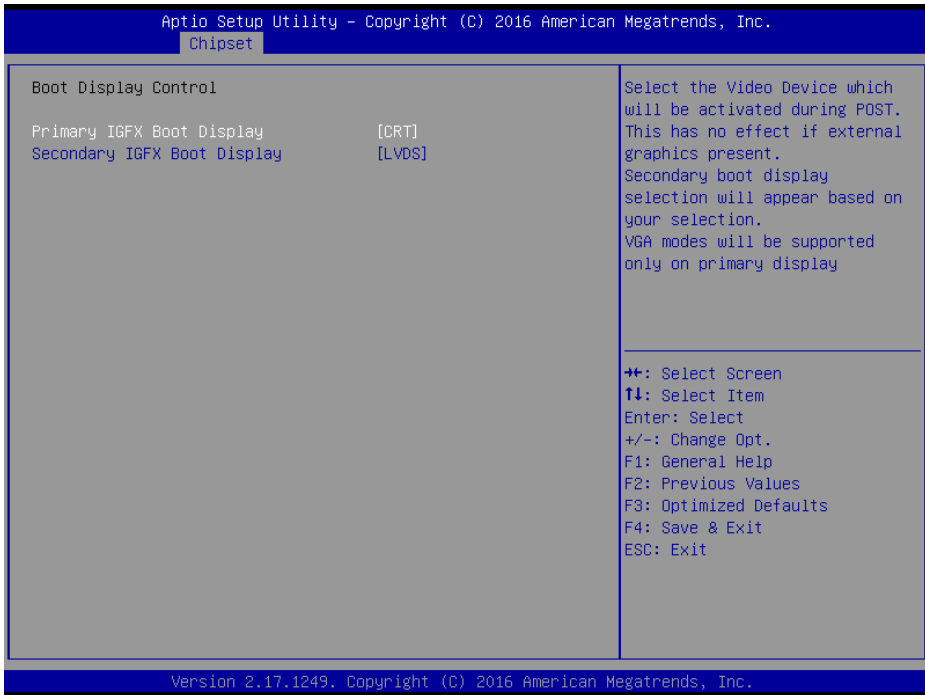 Aptio Setup Utility – Copyright (C) 2016 American Megatrends, Inc.
Chipset
Boot Display Control
Primary IGFX Boot Display [CRT]
Secondary IGFX Boot Display [LVDS]
Select the Video Device which
will be activated during POST.
This has no effect if external
graphics present.
Secondary boot display
selection will appear based on
your selection.
VGA modes will be supported
only on primary display
→←: Select Screen
↑↓: Select Item
Enter: Select
+/-: Change Opt.
F1: General Help
F2: Previous Values
F3: Optimized Defaults
F4: Save & Exit
ESC: Exit
Version 2.17.1249. Copyright (C) 2016 American Megatrends, Inc.